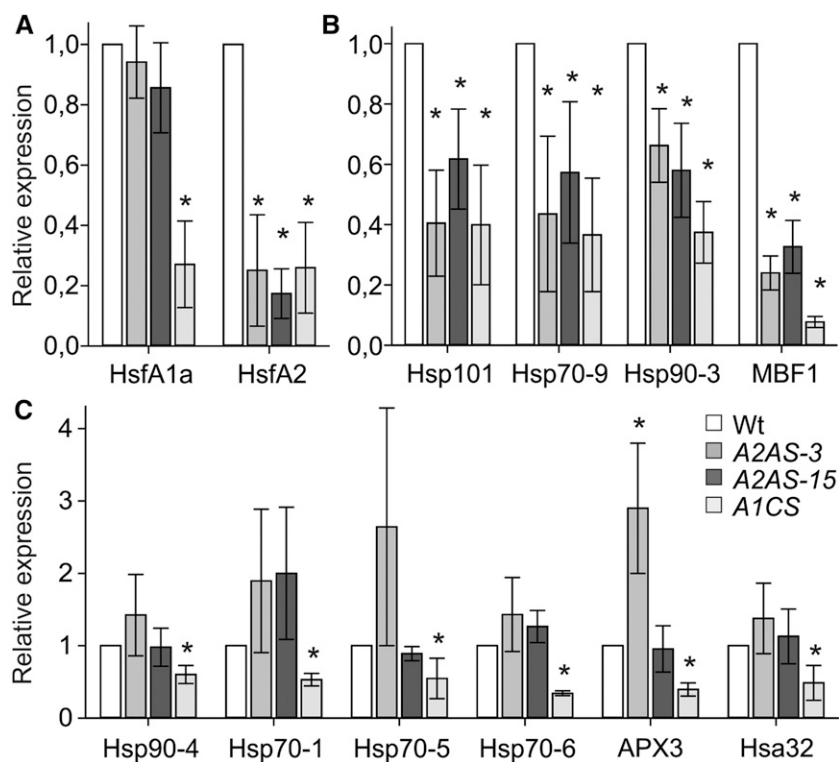 A
B
Relative expression
1,0
0,8
0,6
0,4
0,2
0,0
* * * *
* * * * * * * * * * * *
HsfA1a HsfA2
Hsp101 Hsp70-9 Hsp90-3 MBF1
C
Relative expression
4
3
2
1
0
Wt
A2AS-3
A2AS-15
A1CS
* * * * * * *
Hsp90-4 Hsp70-1 Hsp70-5 Hsp70-6 APX3 Hsa32